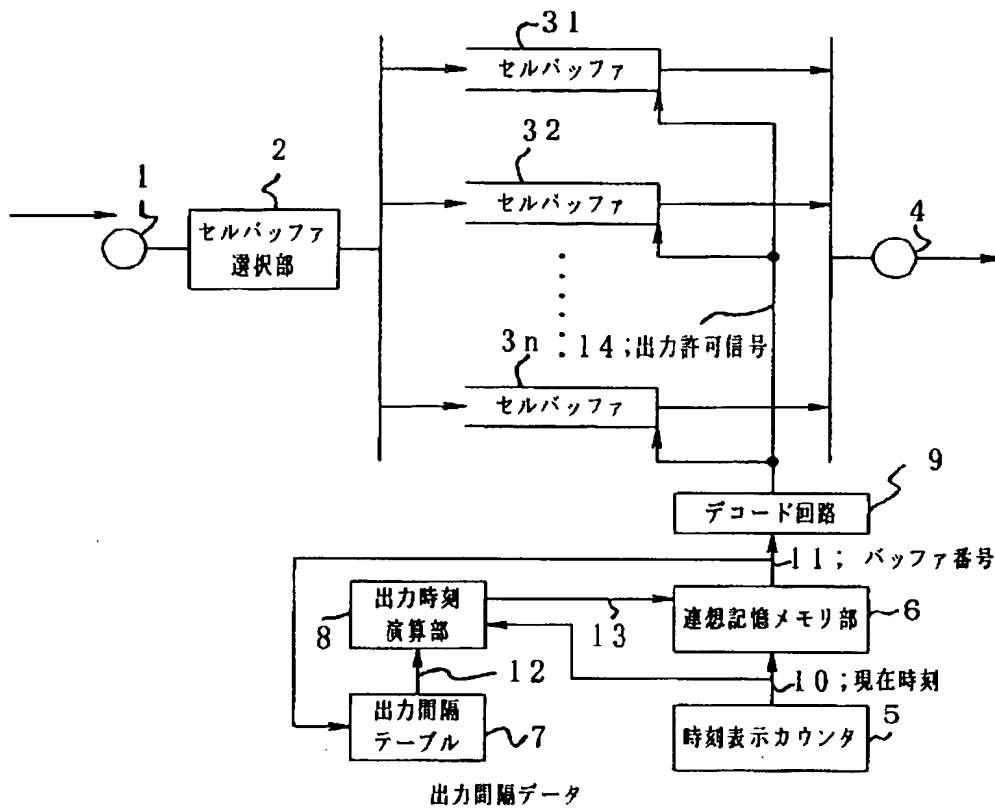 31
セルバッファ
32
セルバッファ
1
2
セルバッファ
選択部
4
3n
14;出力許可信号
セルバッファ
9
デコード回路
11; バッファ番号
8
出力時刻
演算部
13
連想記憶メモリ部
6
12
10;現在時刻
出力間隔
テーブル
7
時刻表示カウンタ
5
出力間隔データ